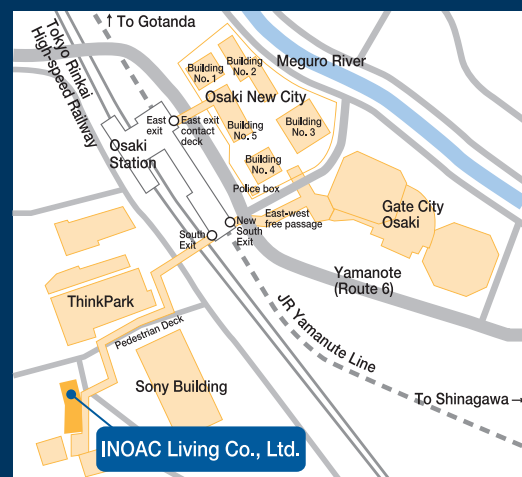 ↑ To Gotanda
Tokyo Rinkai
High-speed Railway
Meguro River
Building
No. 1
Building
No. 2
Osaki New City
Building
No. 3
Building
No. 5
Building
No. 4
East
exit
East exit
contact
deck
Osaki
Station
Police box
East-west
free passage
Gate City
Osaki
New
South
Exit
South
Exit
Yamanote
(Route 6)
ThinkPark
Pedestrian Deck
JR Yamanute Line
Sony Building
To Shinagawa →
INOAC Living Co., Ltd.